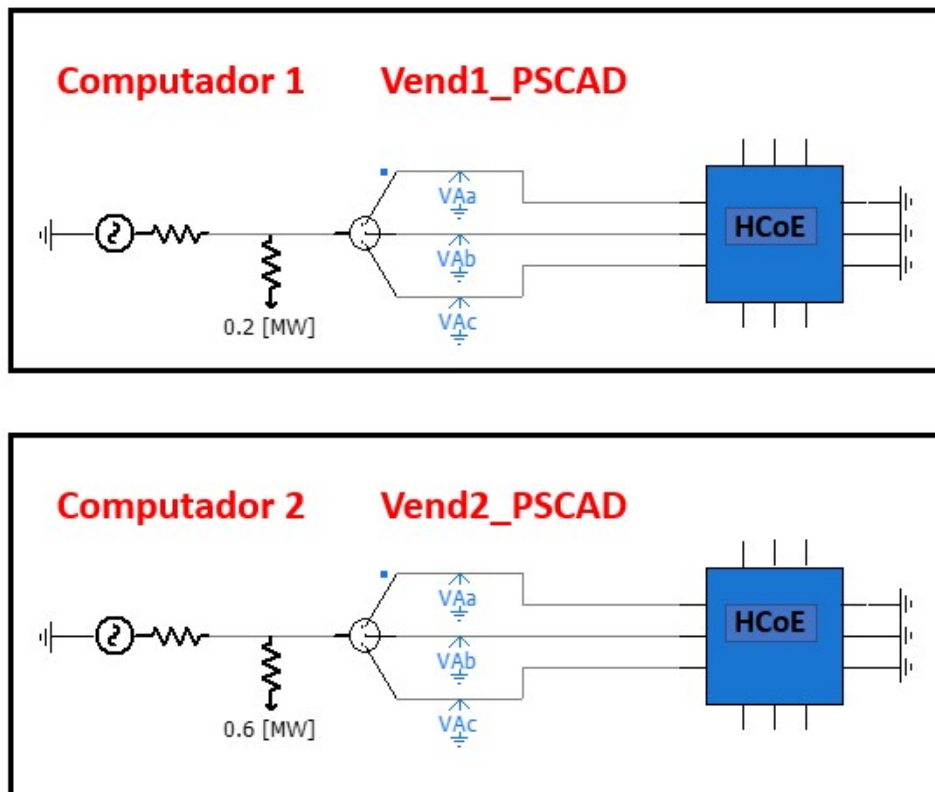 Computador 1 Vend1_PSCAD
VAa
HCoE
VAb
0.2 [MW]
VAc
Computador 2 Vend2_PSCAD
VAa
HCoE
VAb
0.6 [MW]
VAc